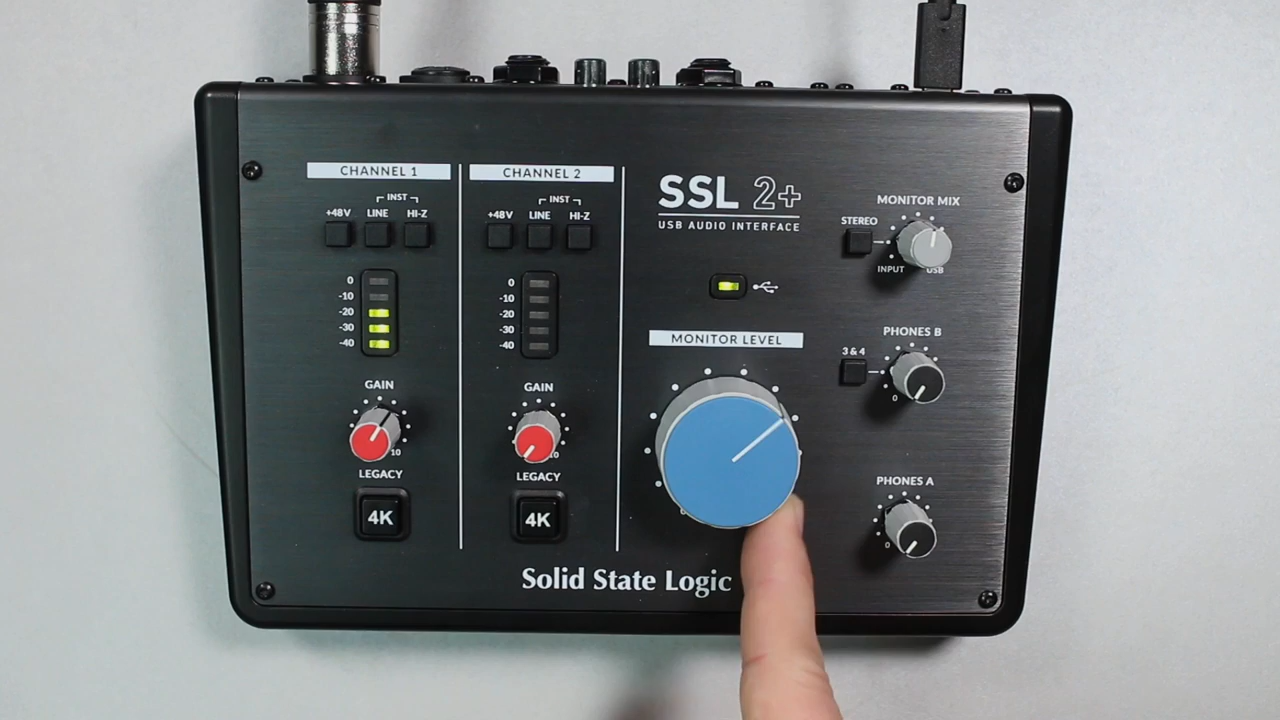 CHANNEL 1
INST
+48V LINE HI-Z
0
-10
-20
-30
-40
GAIN
10
LEGACY
4K
CHANNEL 2
INST
+48V LINE HI-Z
0
-10
-20
-30
-40
GAIN
LEGACY
4K
SSL 2+
USB AUDIO INTERFACE
MONITOR LEVEL
MONITOR MIX
STEREO
INPUT USB
PHONES B
3 & 4
0
PHONES A
0
Solid State Logic